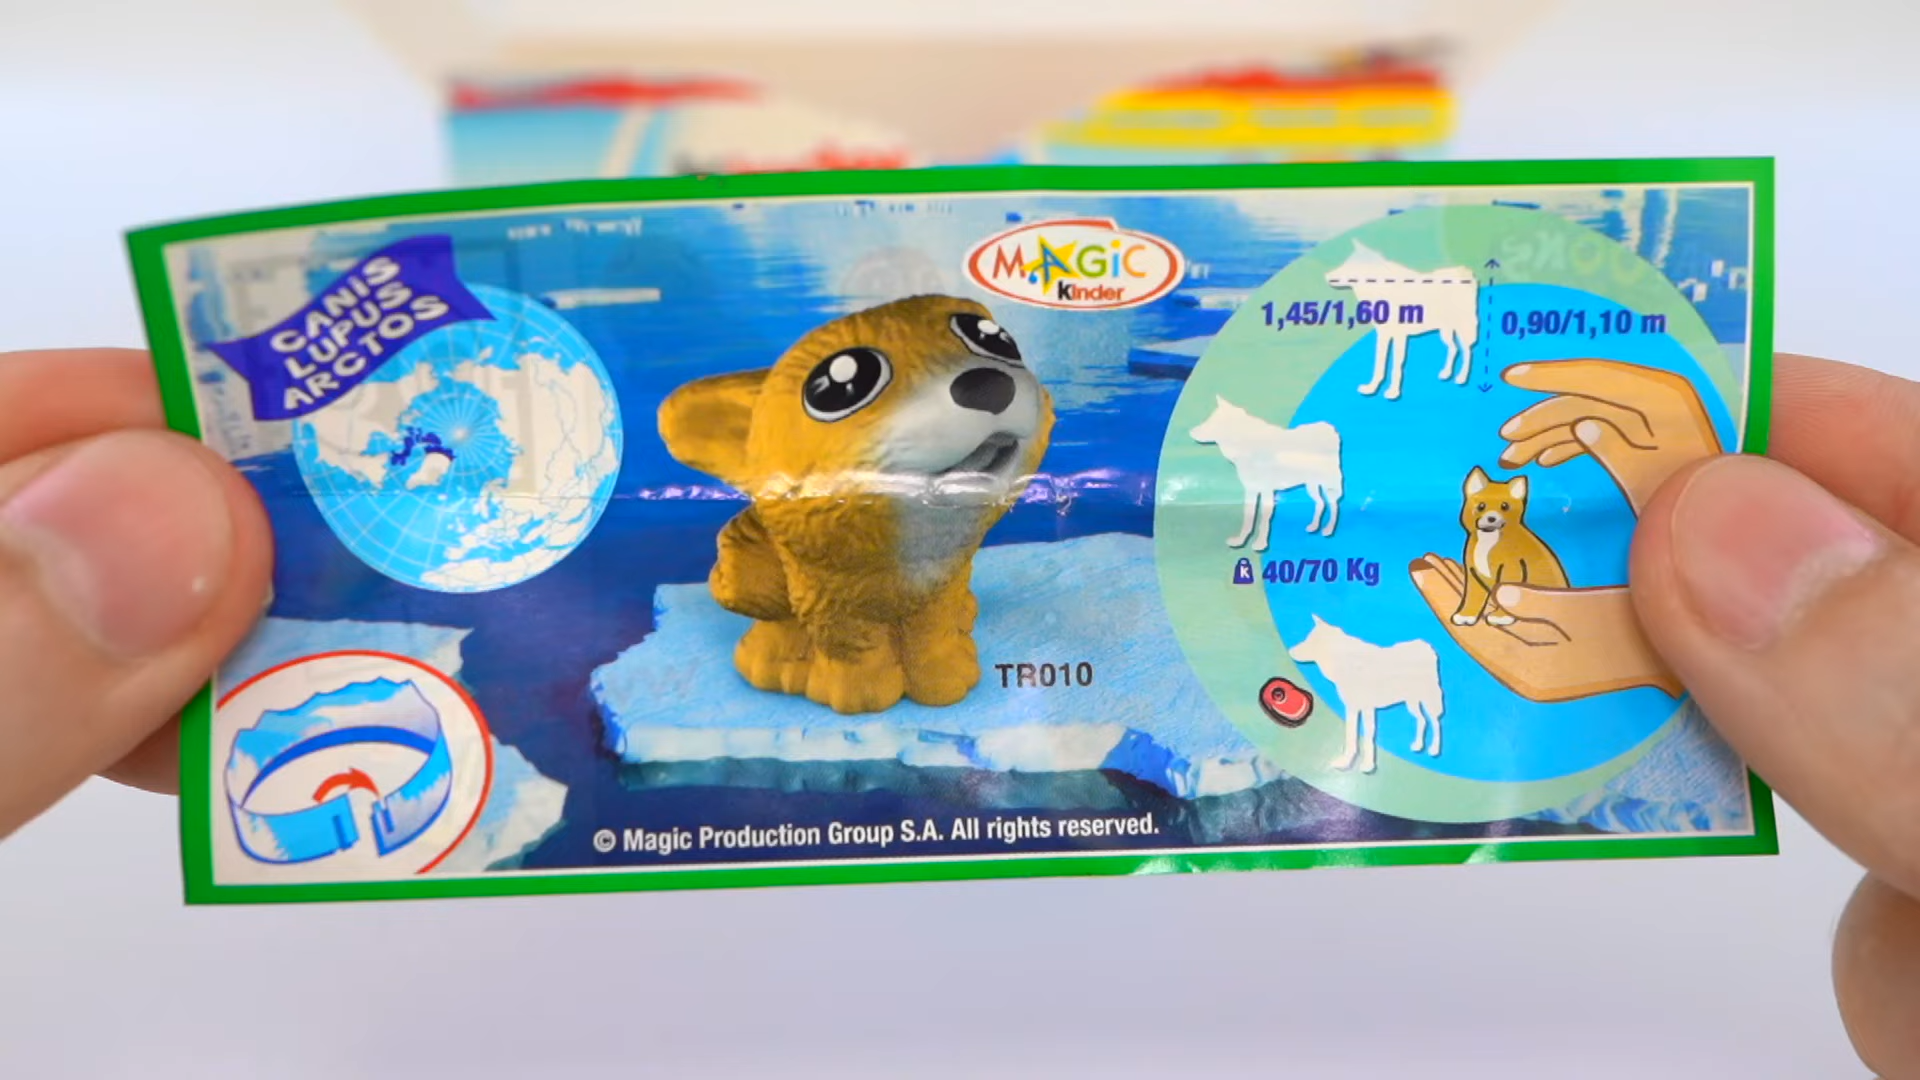 CANIS
LUPUS
ARCTOS
MAGIC
Kinder
1,45/1,60 m
0,90/1,10 m
K
40/70 Kg
TR010
© Magic Production Group S.A. All rights reserved.